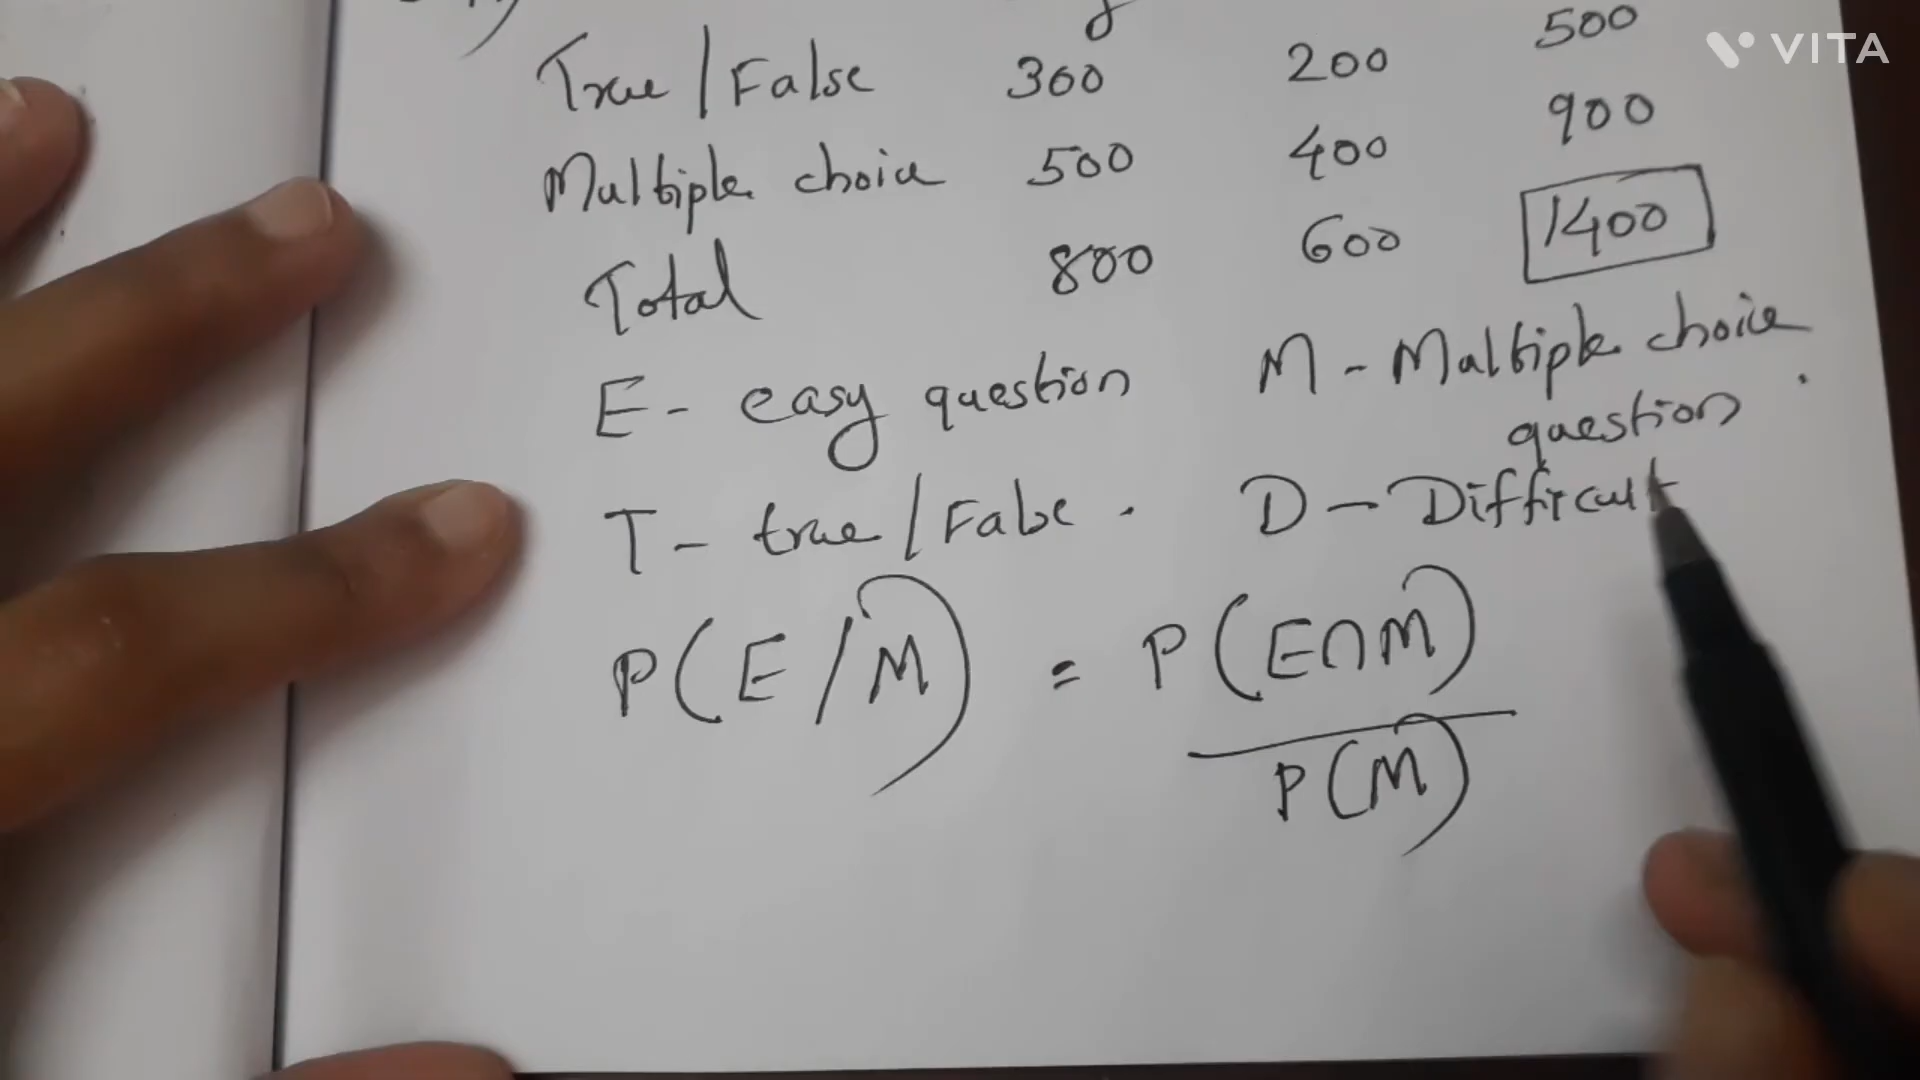 True/False 300 200 500
Multiple choice 500 400 900
Total 800 600 1400
E - easy question M - Multiple choice question.
T - true/False. D - Difficult
P(E/M) = P(E∩M)
P(M)
VITA